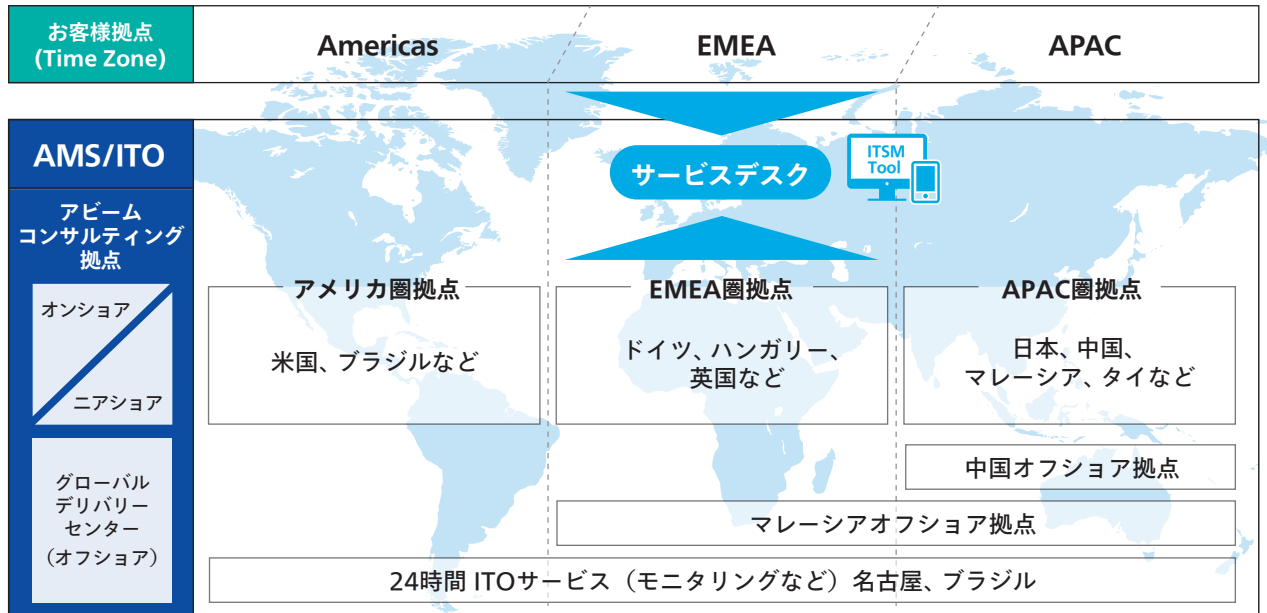 お客様拠点
(Time Zone)
Americas
EMEA
APAC
AMS/ITO
サービスデスク
ITSM
Tool
アビーム
コンサルティング
拠点
オンショア
ニアショア
アメリカ圏拠点
米国、ブラジルなど
EMEA圏拠点
ドイツ、ハンガリー、
英国など
APAC圏拠点
日本、中国、
マレーシア、タイなど
グローバル
デリバリー
センター
（オフショア）
中国オフショア拠点
マレーシアオフショア拠点
24時間 ITOサービス（モニタリングなど）名古屋、ブラジル